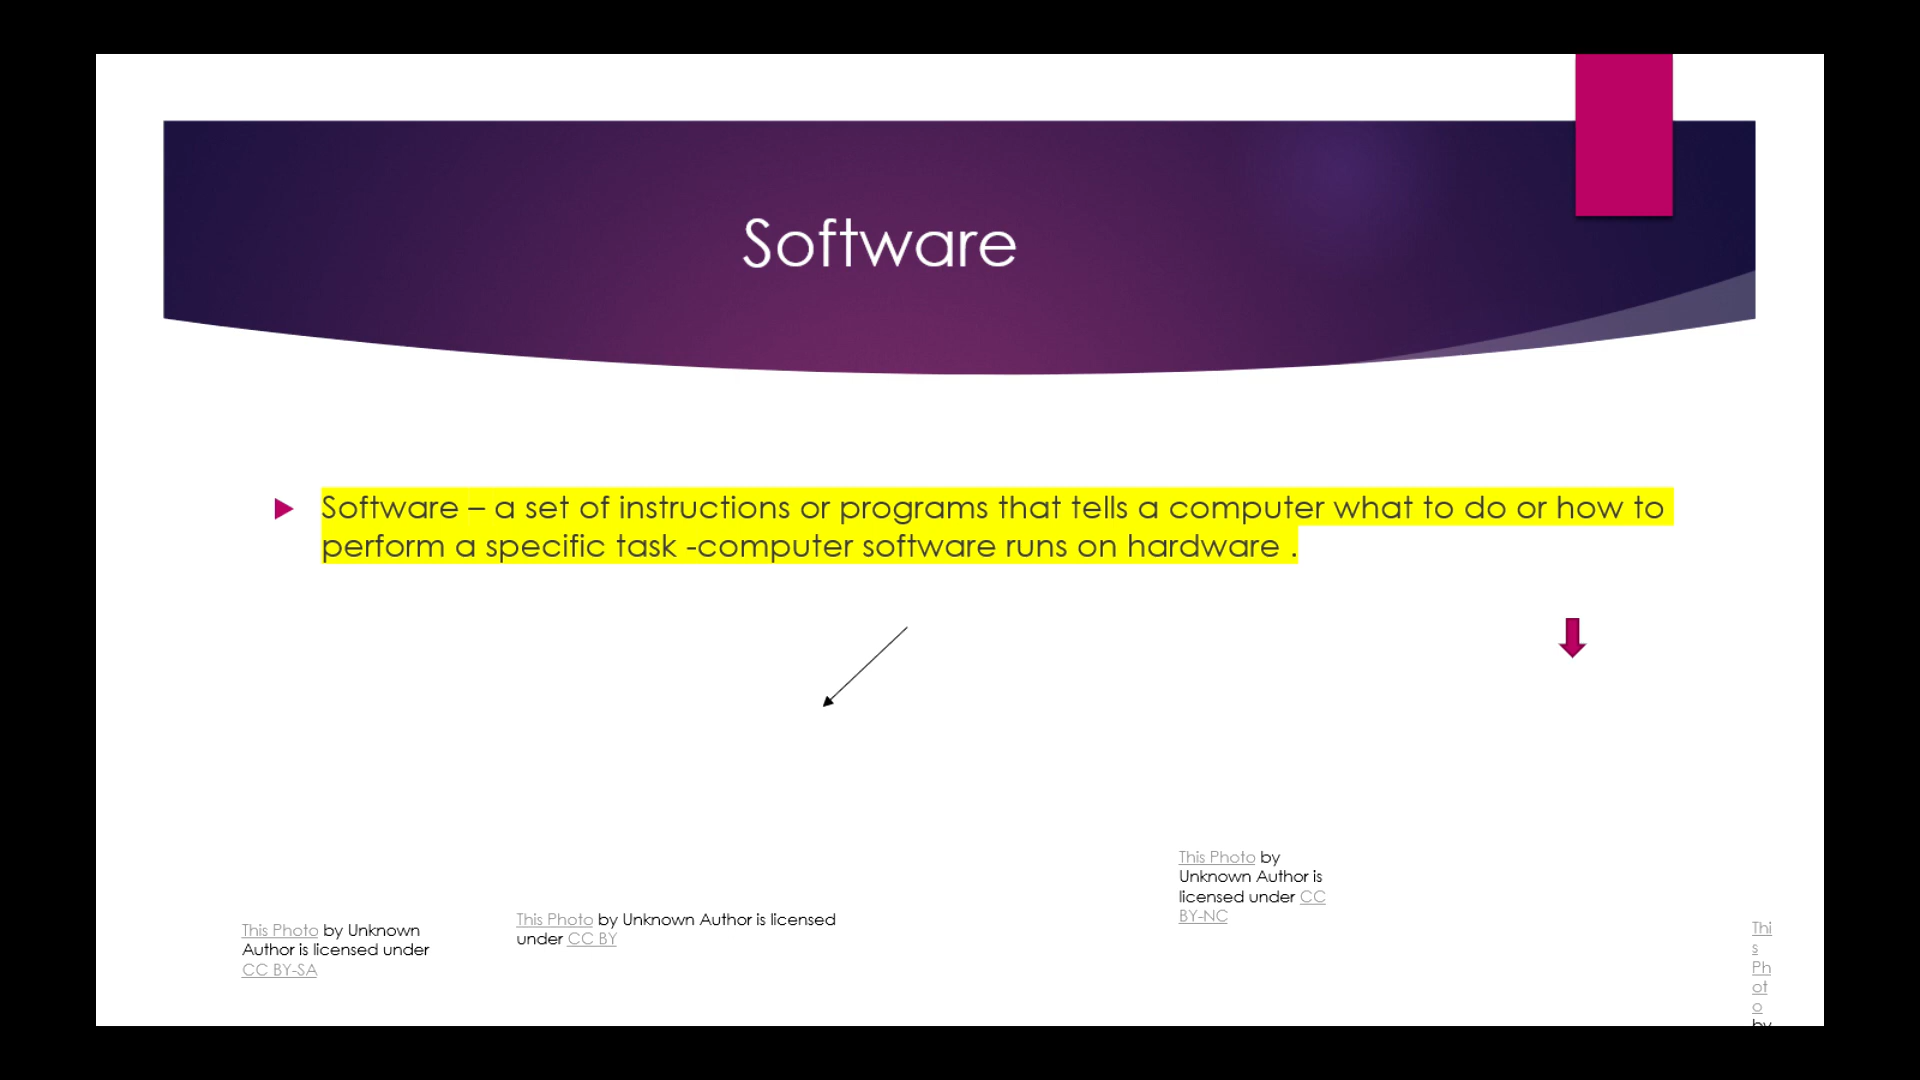 Software
Software – a set of instructions or programs that tells a computer what to do or how to
perform a specific task -computer software runs on hardware .
This Photo by Unknown
Author is licensed under
CC BY-SA
This Photo by Unknown Author is licensed
under CC BY
This Photo by
Unknown Author is
licensed under CC
BY-NC
Thi
s
Ph
ot
o
by